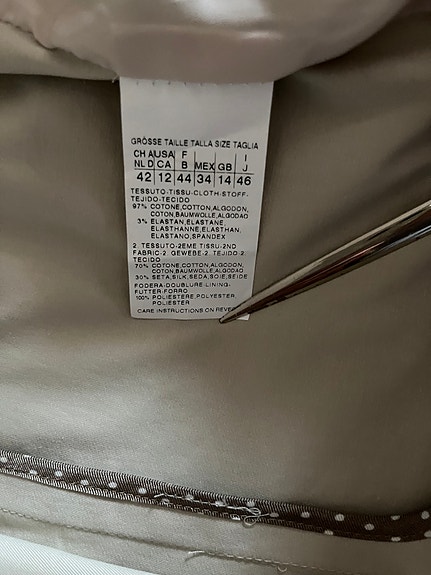 GRÖSSE TAILLE TALLA SIZE TAGLIA
CH A USA F I
NL D CA B MEX GB J
42 12 44 34 14 46
TESSUTO-TISSU-CLOTH-STOFF-
TEJIDO-TECIDO
97% COTONE,COTTON,ALGODON,
COTON,BAUMWOLLE,ALGODAO
3% ELASTAN,ELASTANE
ELASTHANNE,ELASTHAN,
ELASTANO,SPANDEX
2 TESSUTO-2EME TISSU-2ND
FABRIC-2 GEWEBE-2 TEJIDO-2
TECIDO
70% COTONE,COTTON,ALGODON,
COTON,BAUMWOLLE,ALGODAO
30% SETA,SILK,SEDA,SOIE,SEIDE
FODERA-DOUBLURE-LINING-
FUTTER-FORRO
100% POLIESTERE,POLYESTER
POLIESTER
CARE INSTRUCTIONS ON REVE